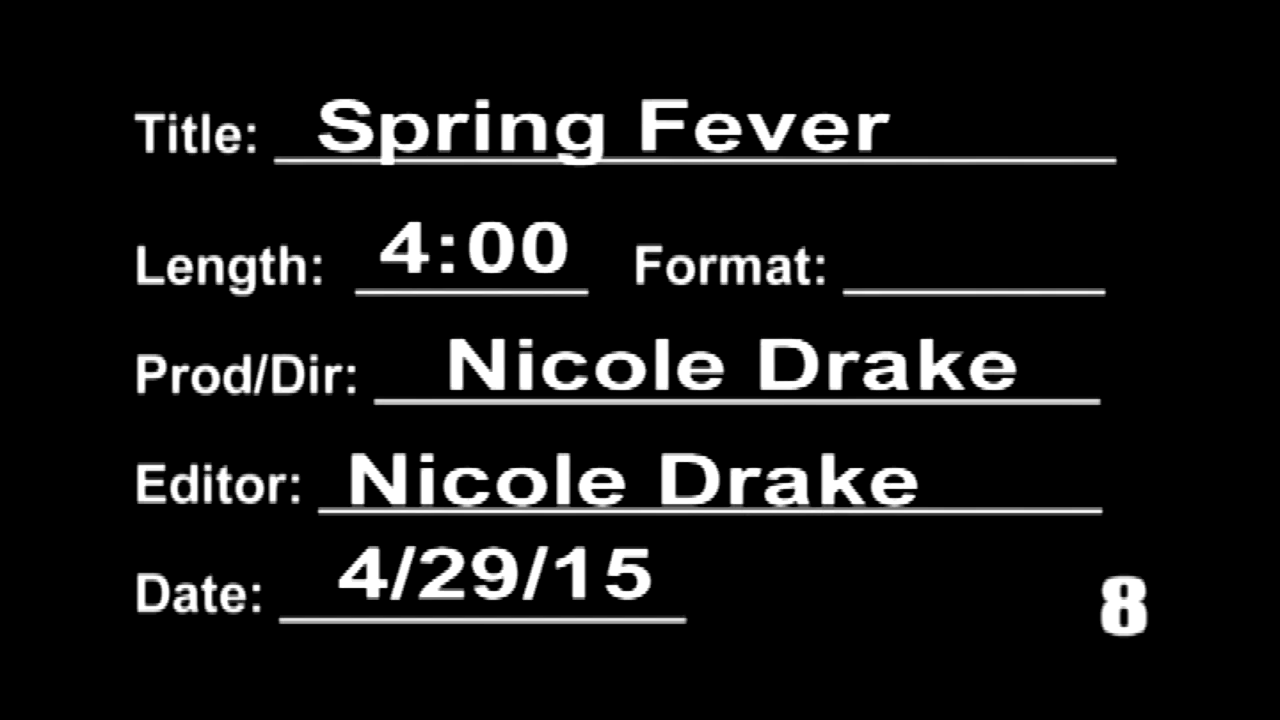 Title: Spring Fever
Length: 4:00 Format:
Prod/Dir: Nicole Drake
Editor: Nicole Drake
Date: 4/29/15
8